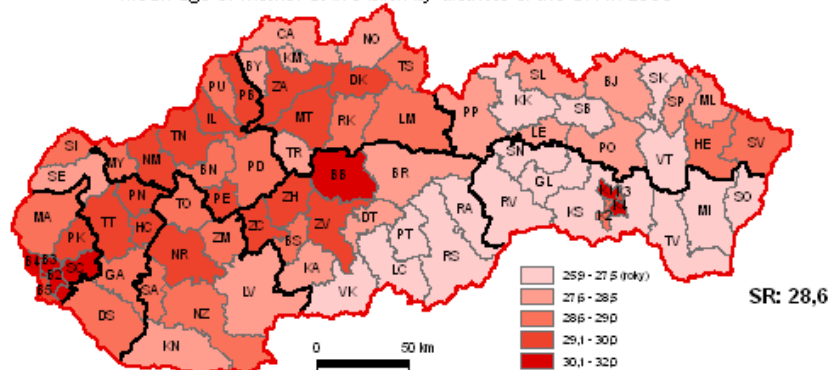 CA
NO
BY
KM
TS
PU
PB
ZA
DK
SL
BJ
SK
PP
KK
SB
SP
ML
IL
MT
RK
LM
LE
PO
HE
SV
TN
VT
SI
MY
NM
BN
PD
TR
SN
SE
BB
BR
GL
PN
TO
PE
ZH
RV
KS
MI
SO
MA
TT
HC
ZC
ZV
DT
RA
PK
ZM
BS
PT
TV
NR
RS
B3
B2
B5
SC
GA
SA
KA
LC
LV
VK
DS
NZ
KN
25,9 - 27,5 (roky)
27,6 - 28,5
28,6 - 29,0
29,1 - 30,0
30,1 - 32,0
SR: 28,6
0 50 km